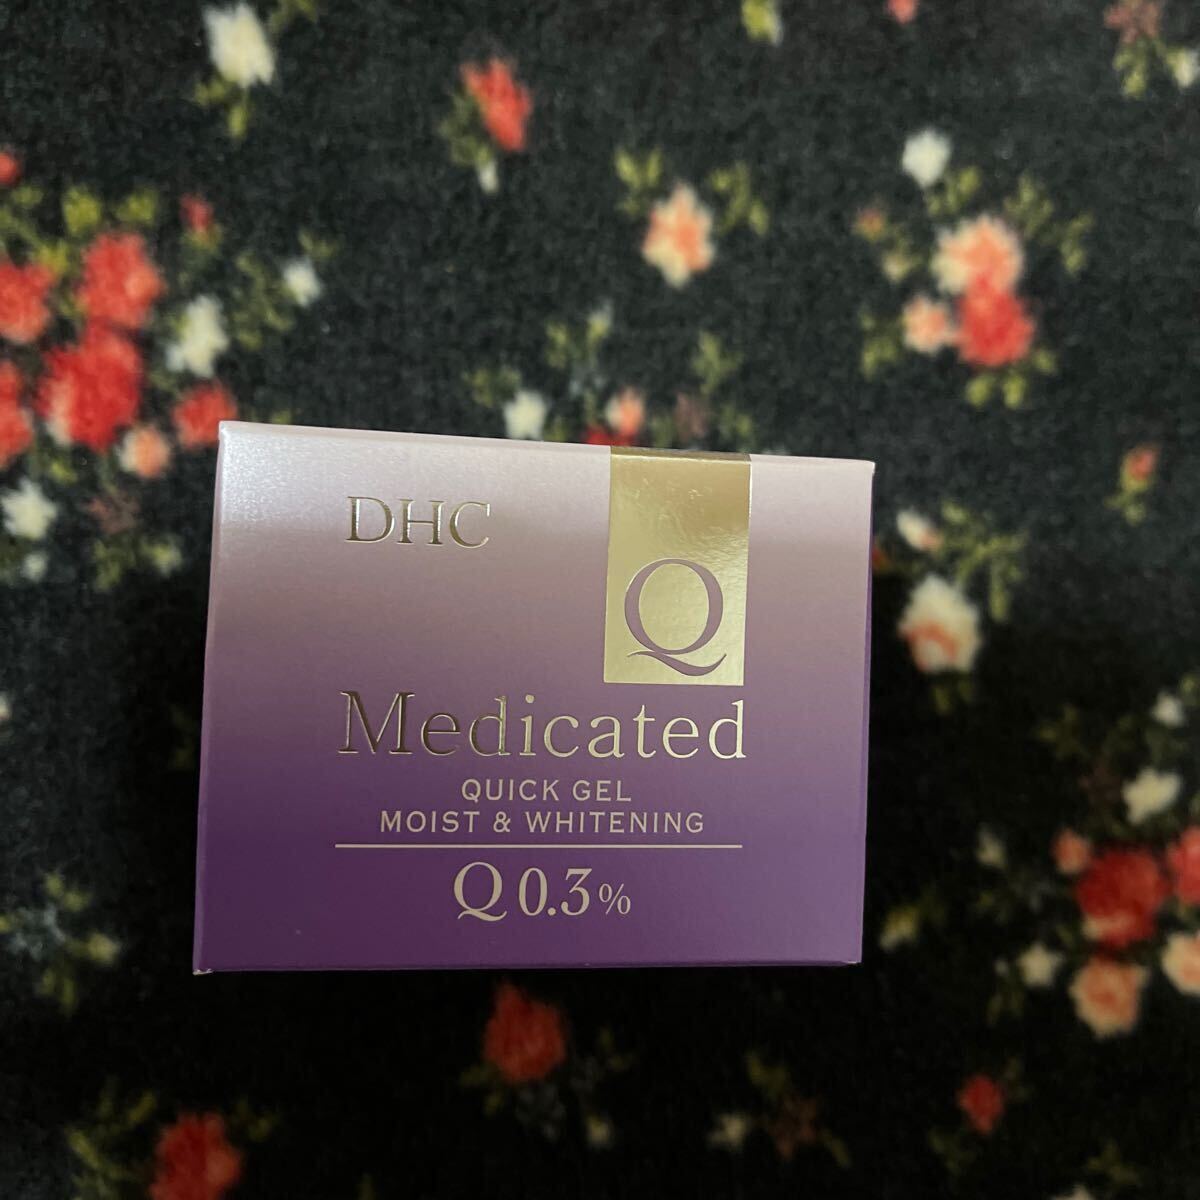 DHC
Q
Medicated
QUICK GEL
MOIST & WHITENING
Q 0.3%